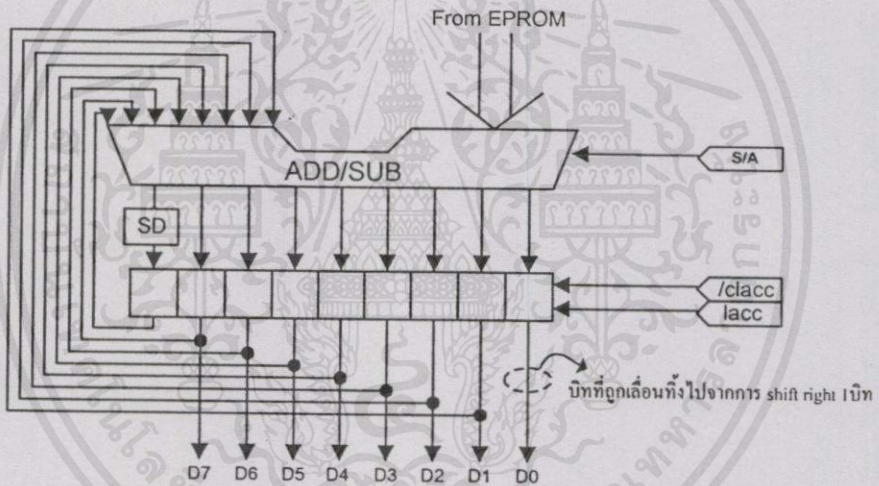 From EPROM
ADD/SUB
S/A
SD
/clacc
lacc
บิทที่ถูกเลื่อนทิ้งไปจากการ shift right 1บิท
D7 D6 D5 D4 D3 D2 D1 D0